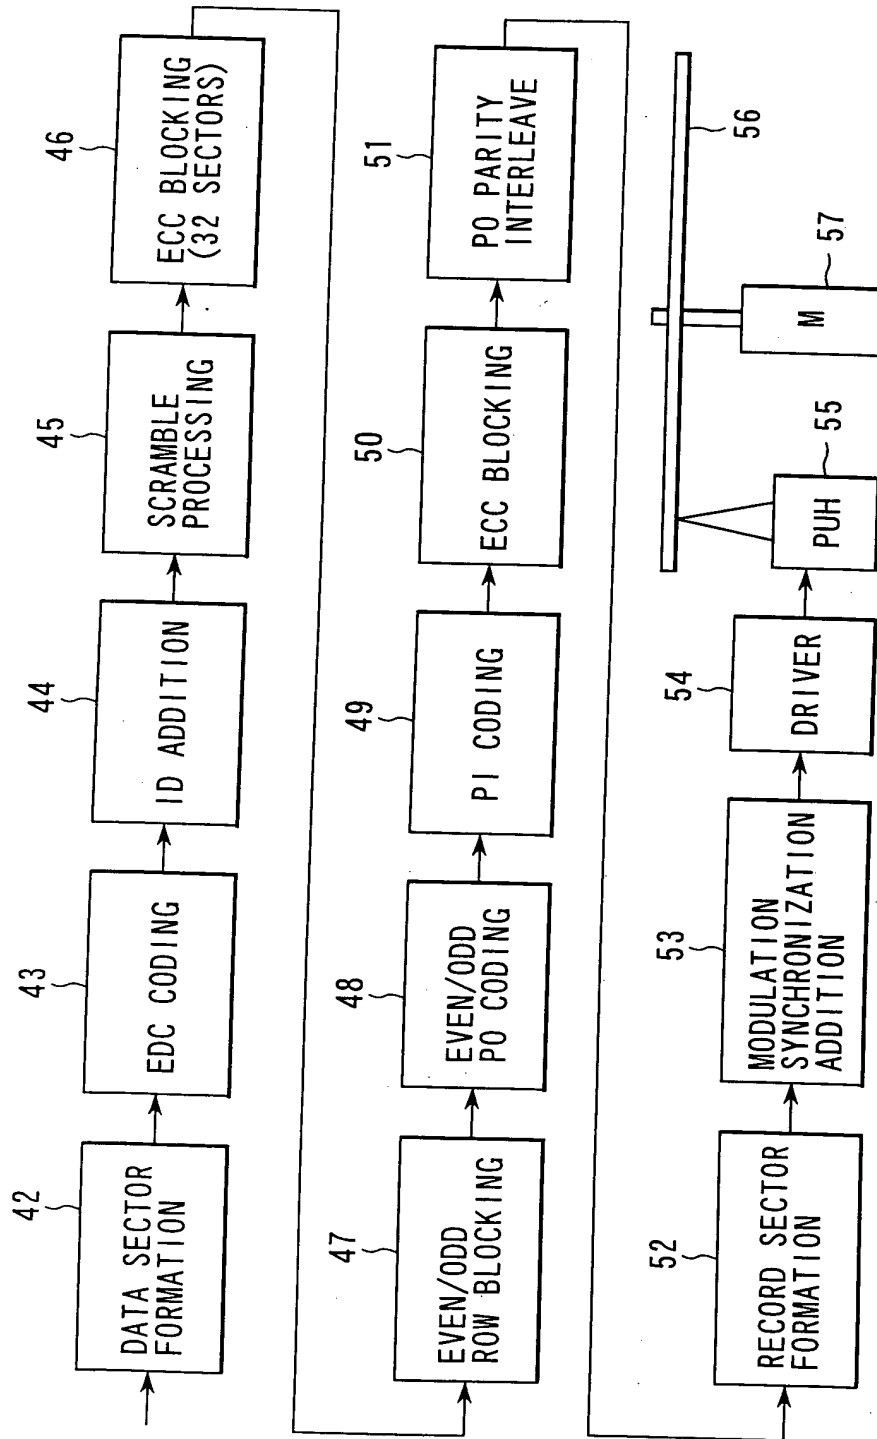 42
DATA SECTOR
FORMATION
43
EDC CODING
44
ID ADDITION
45
SCRAMBLE
PROCESSING
46
ECC BLOCKING
(32 SECTORS)
47
EVEN/ODD
ROW BLOCKING
48
EVEN/ODD
PO CODING
49
PI CODING
50
ECC BLOCKING
51
PO PARITY
INTERLEAVE
52
RECORD SECTOR
FORMATION
53
MODULATION
SYNCHRONIZATION
ADDITION
54
DRIVER
55
PUH
56
57
M